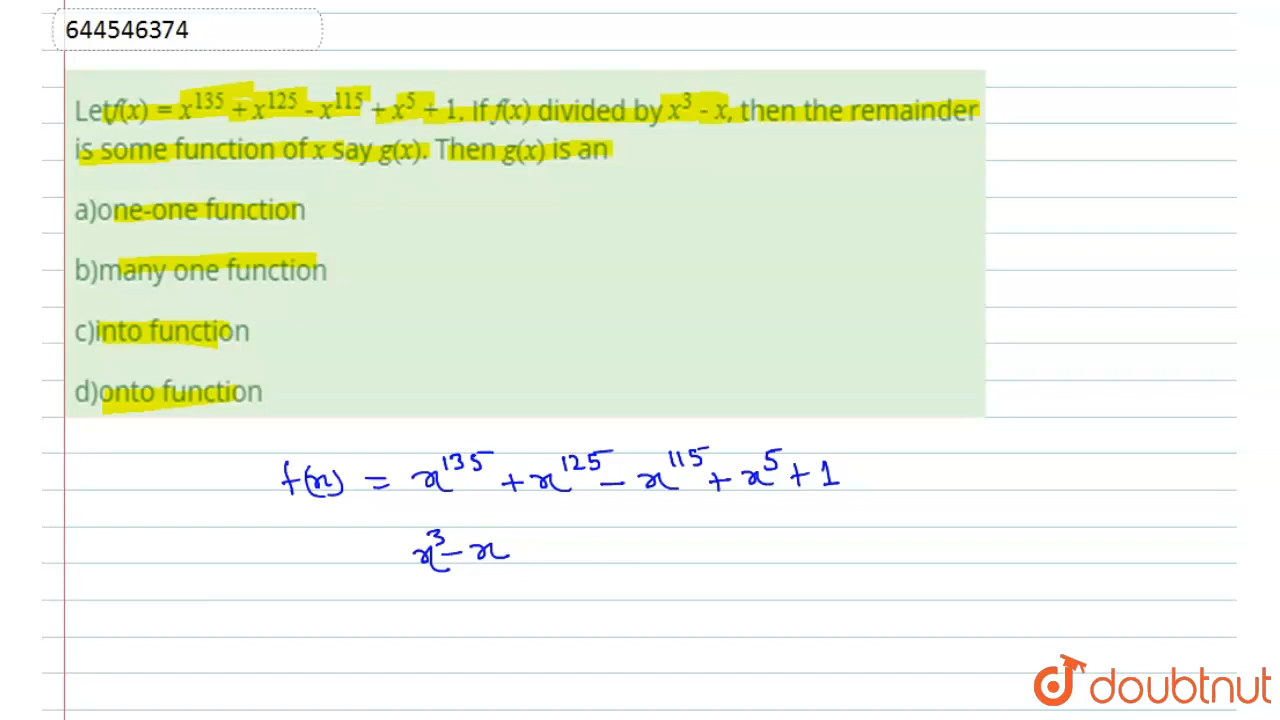 644546374
Let f(x) = x^135 + x^125 - x^115 + x^5 + 1. If f(x) divided by x^3 - x, then the remainder
is some function of x say g(x). Then g(x) is an
a)one-one function
b)many one function
c)into function
d)onto function
f(x) = x^135 + x^125 - x^115 + x^5 + 1
x^3 - x
doubtnut